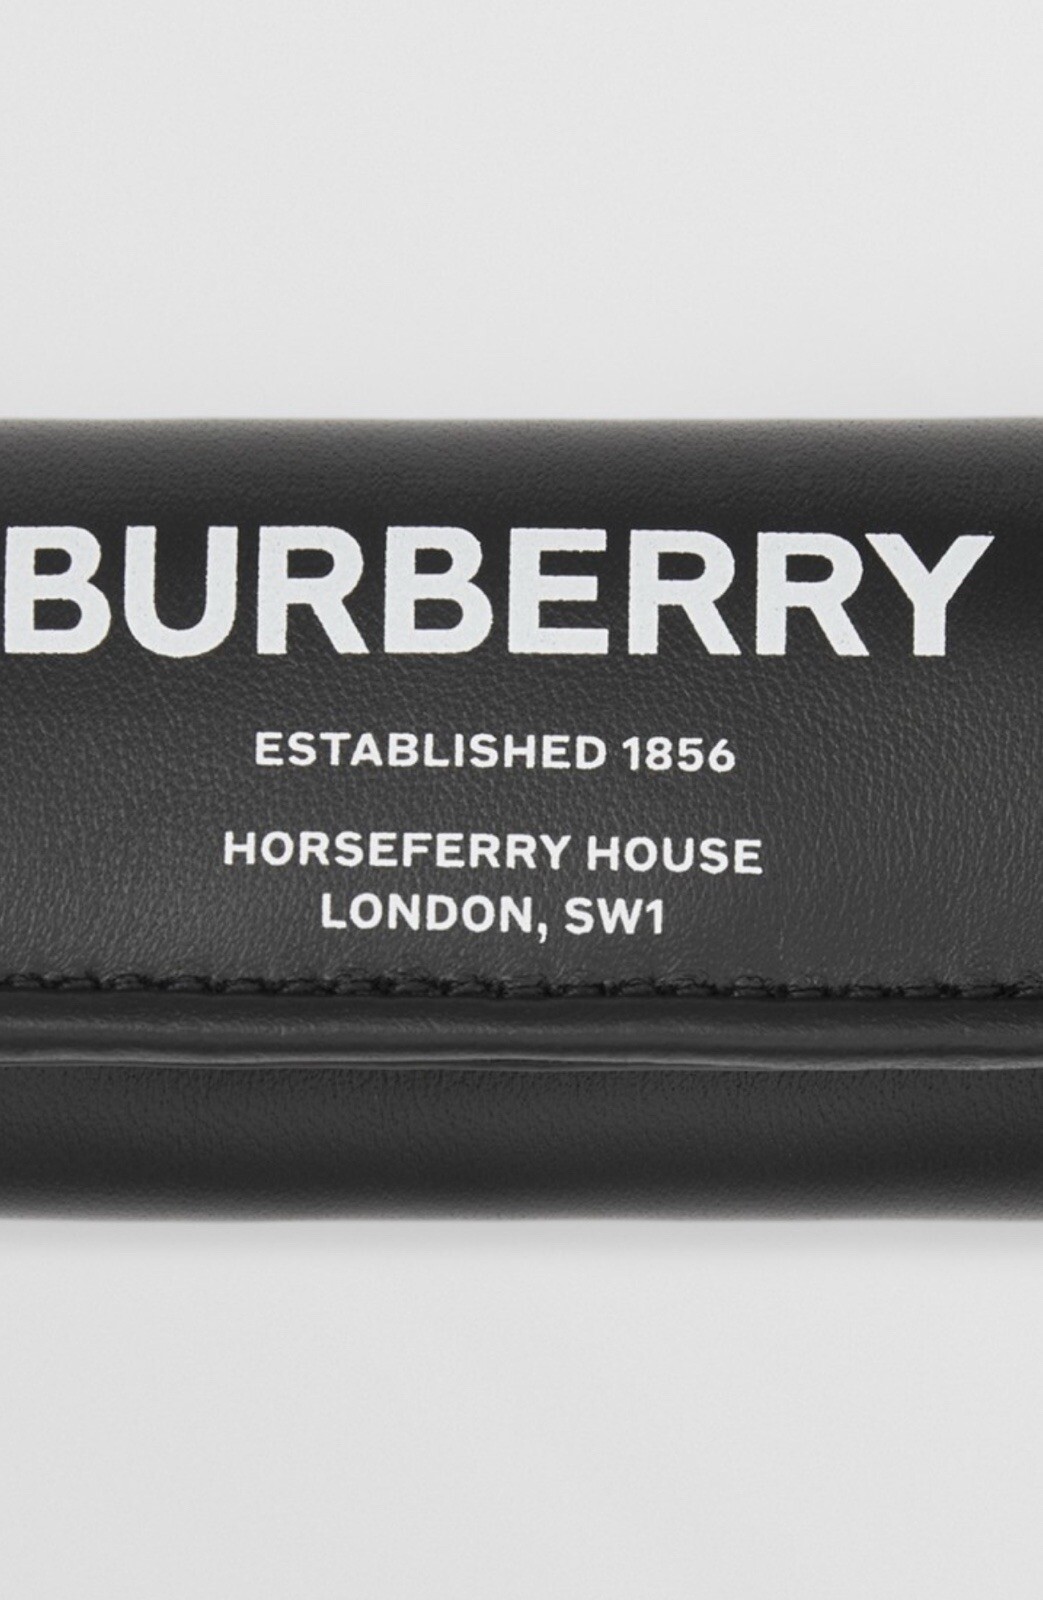 BURBERRY
ESTABLISHED 1856
HORSEFERRY HOUSE
LONDON, SW1